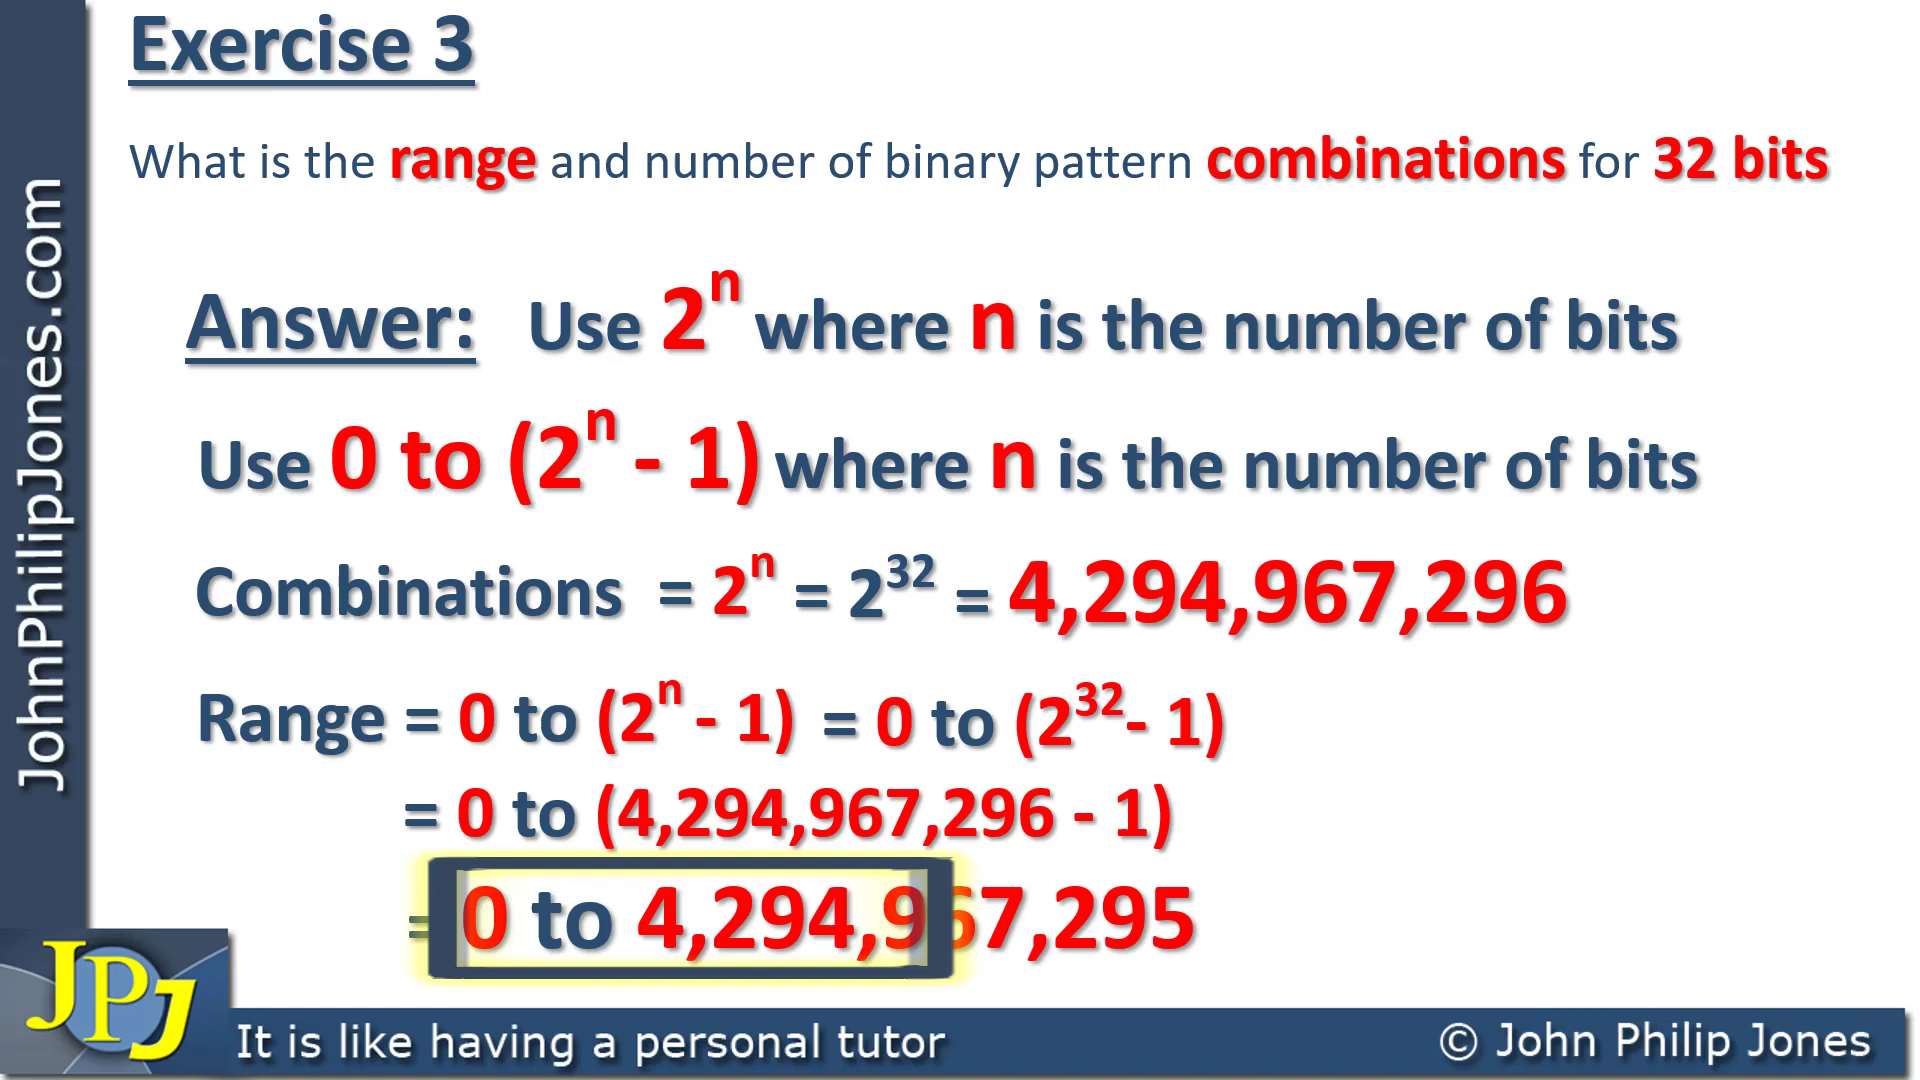 Exercise 3
What is the range and number of binary pattern combinations for 32 bits
Answer: Use 2ⁿ where n is the number of bits
Use 0 to (2ⁿ - 1) where n is the number of bits
Combinations = 2ⁿ = 2³² = 4,294,967,296
Range = 0 to (2ⁿ - 1) = 0 to (2³² - 1)
= 0 to (4,294,967,296 - 1)
= 0 to 4,294,967,295
JohnPhilipJones.com
JPJ
It is like having a personal tutor
© John Philip Jones